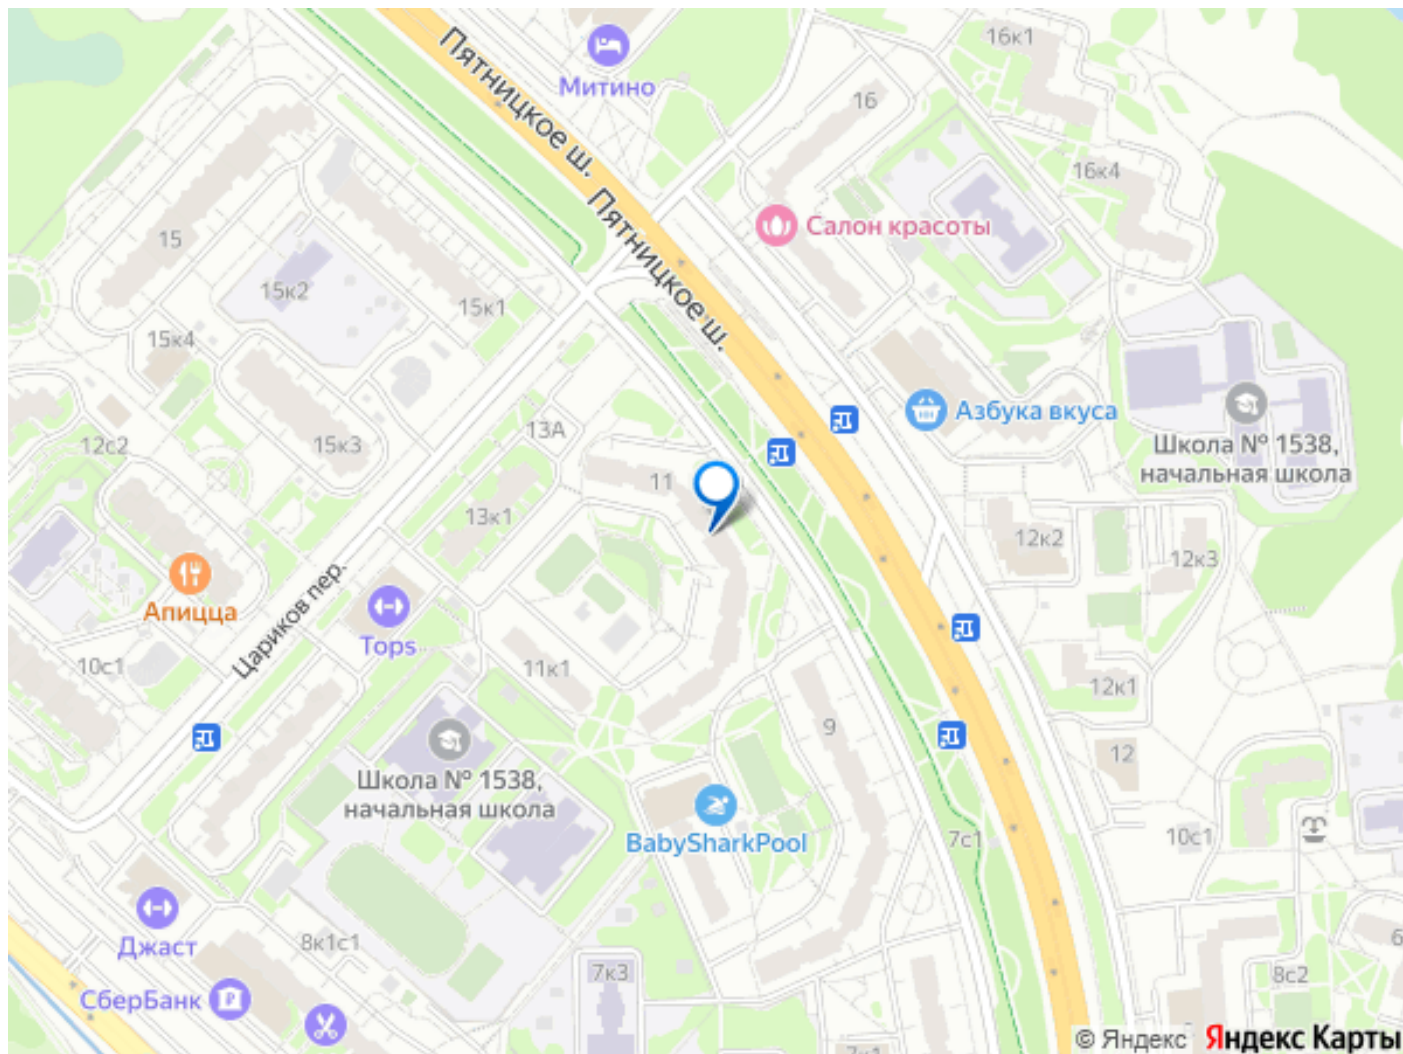 Пятницкое ш.
Митино
16к1
16
16к4
Пятницкое ш.
Салон красоты
15
15к2
15к1
15к4
Азбука вкуса
13А
12с2
15к3
Школа № 1538,
начальная школа
11
13к1
12к2
12к3
Апицца
Цариков пер.
Tops
10с1
11к1
12к1
9
12
Школа № 1538,
начальная школа
BabySharkPool
7с1
10с1
Джаст
8к1с1
6
7к3
8с2
СберБанк
© Яндекс Яндекс Карты